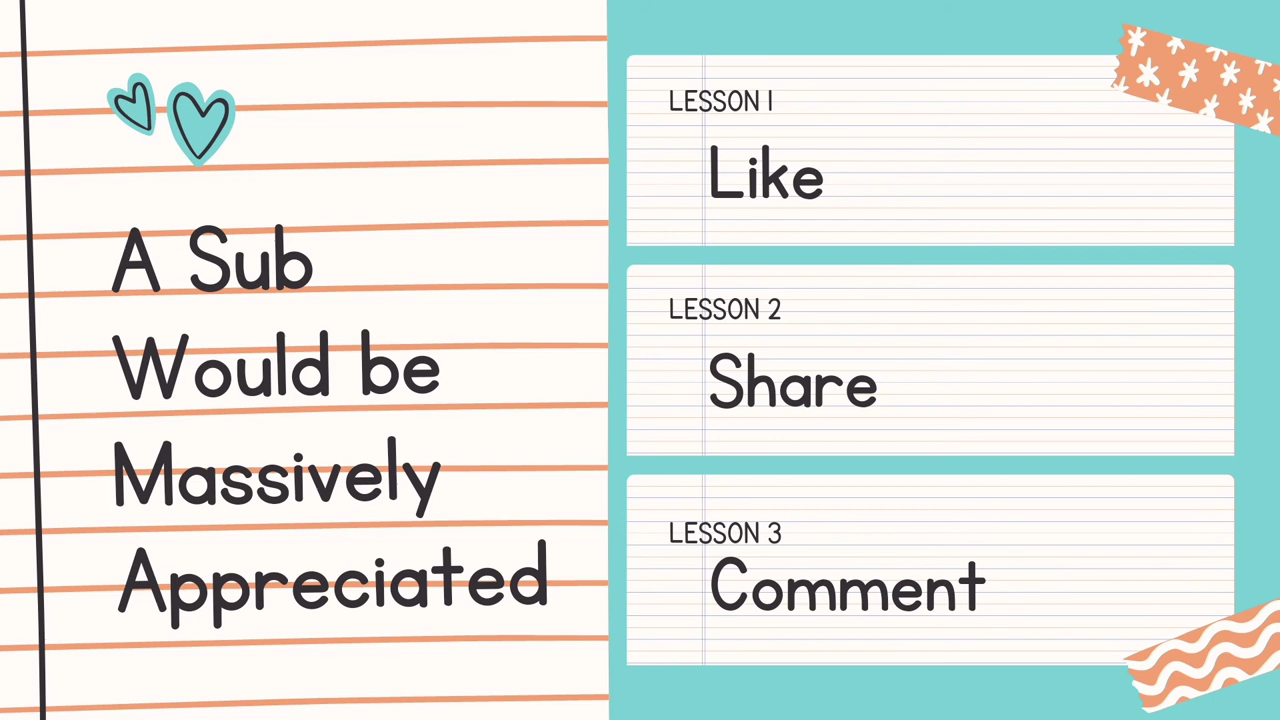 A Sub
Would be
Massively
Appreciated
LESSON 1
Like
LESSON 2
Share
LESSON 3
Comment